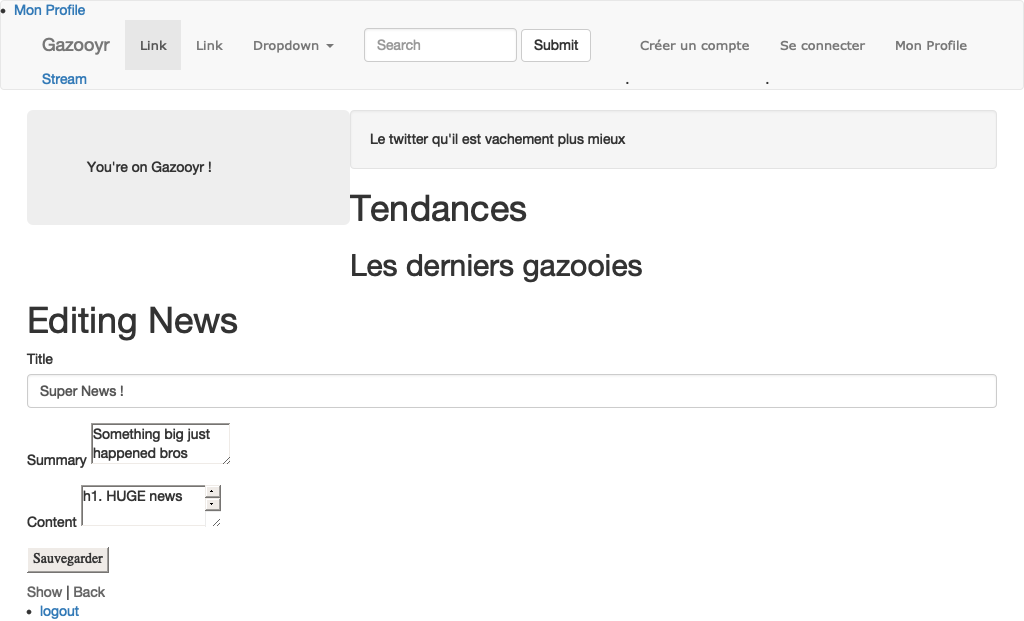 Mon Profile
Gazooyr Link Link Dropdown Search Submit Créer un compte Se connecter Mon Profile
Stream
You're on Gazooyr !
Le twitter qu'il est vachement plus mieux
Tendances
Les derniers gazooies
Editing News
Title
Super News !
Summary
Something big just
happened bros
Content
h1. HUGE news
Sauvegarder
Show | Back
logout